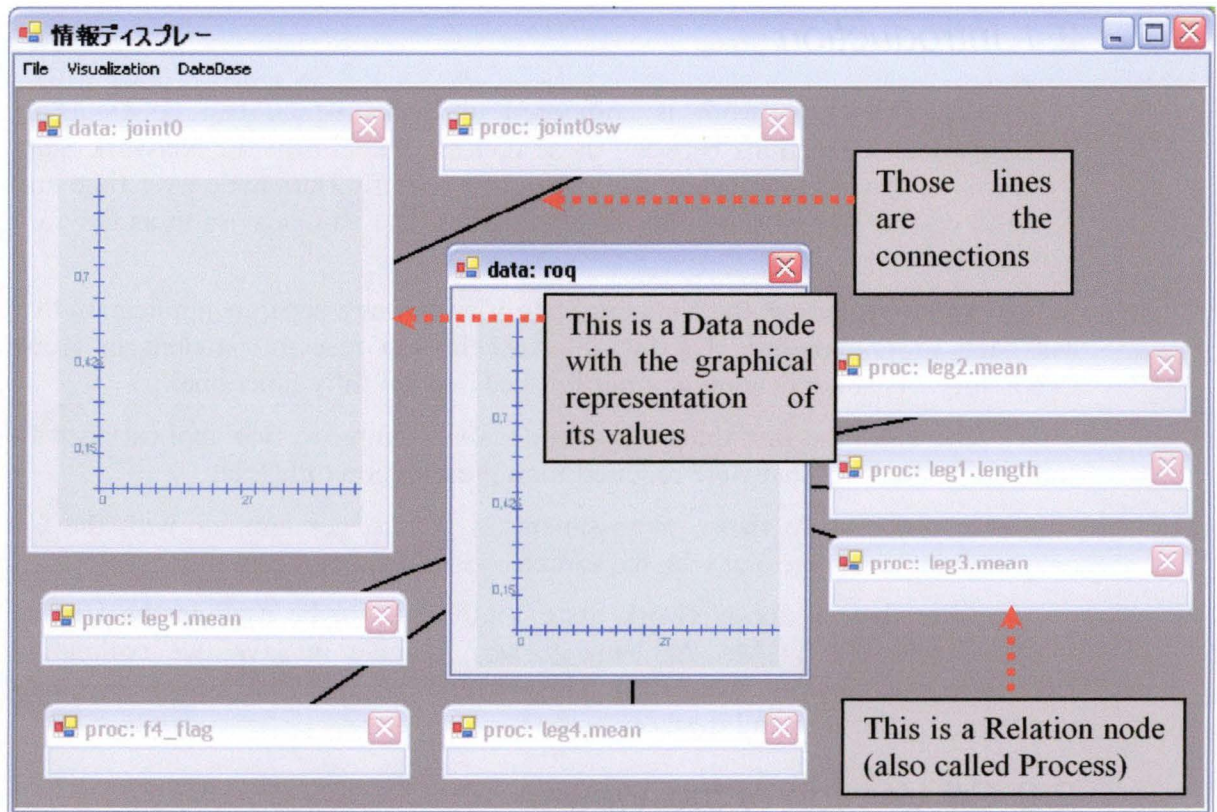 情報ディスプレー
File Visualization DataBase
data: joint0
proc: joint0sw
Those lines
are the
connections
data: roq
This is a Data node
with the graphical
representation of
its values
0,7
0,42
0,15
0
27
0,7
0,42
0,15
0
27
proc: leg2.mean
proc: leg1.length
proc: leg3.mean
proc: leg1.mean
proc: f4_flag
proc: leg4.mean
This is a Relation node
(also called Process)